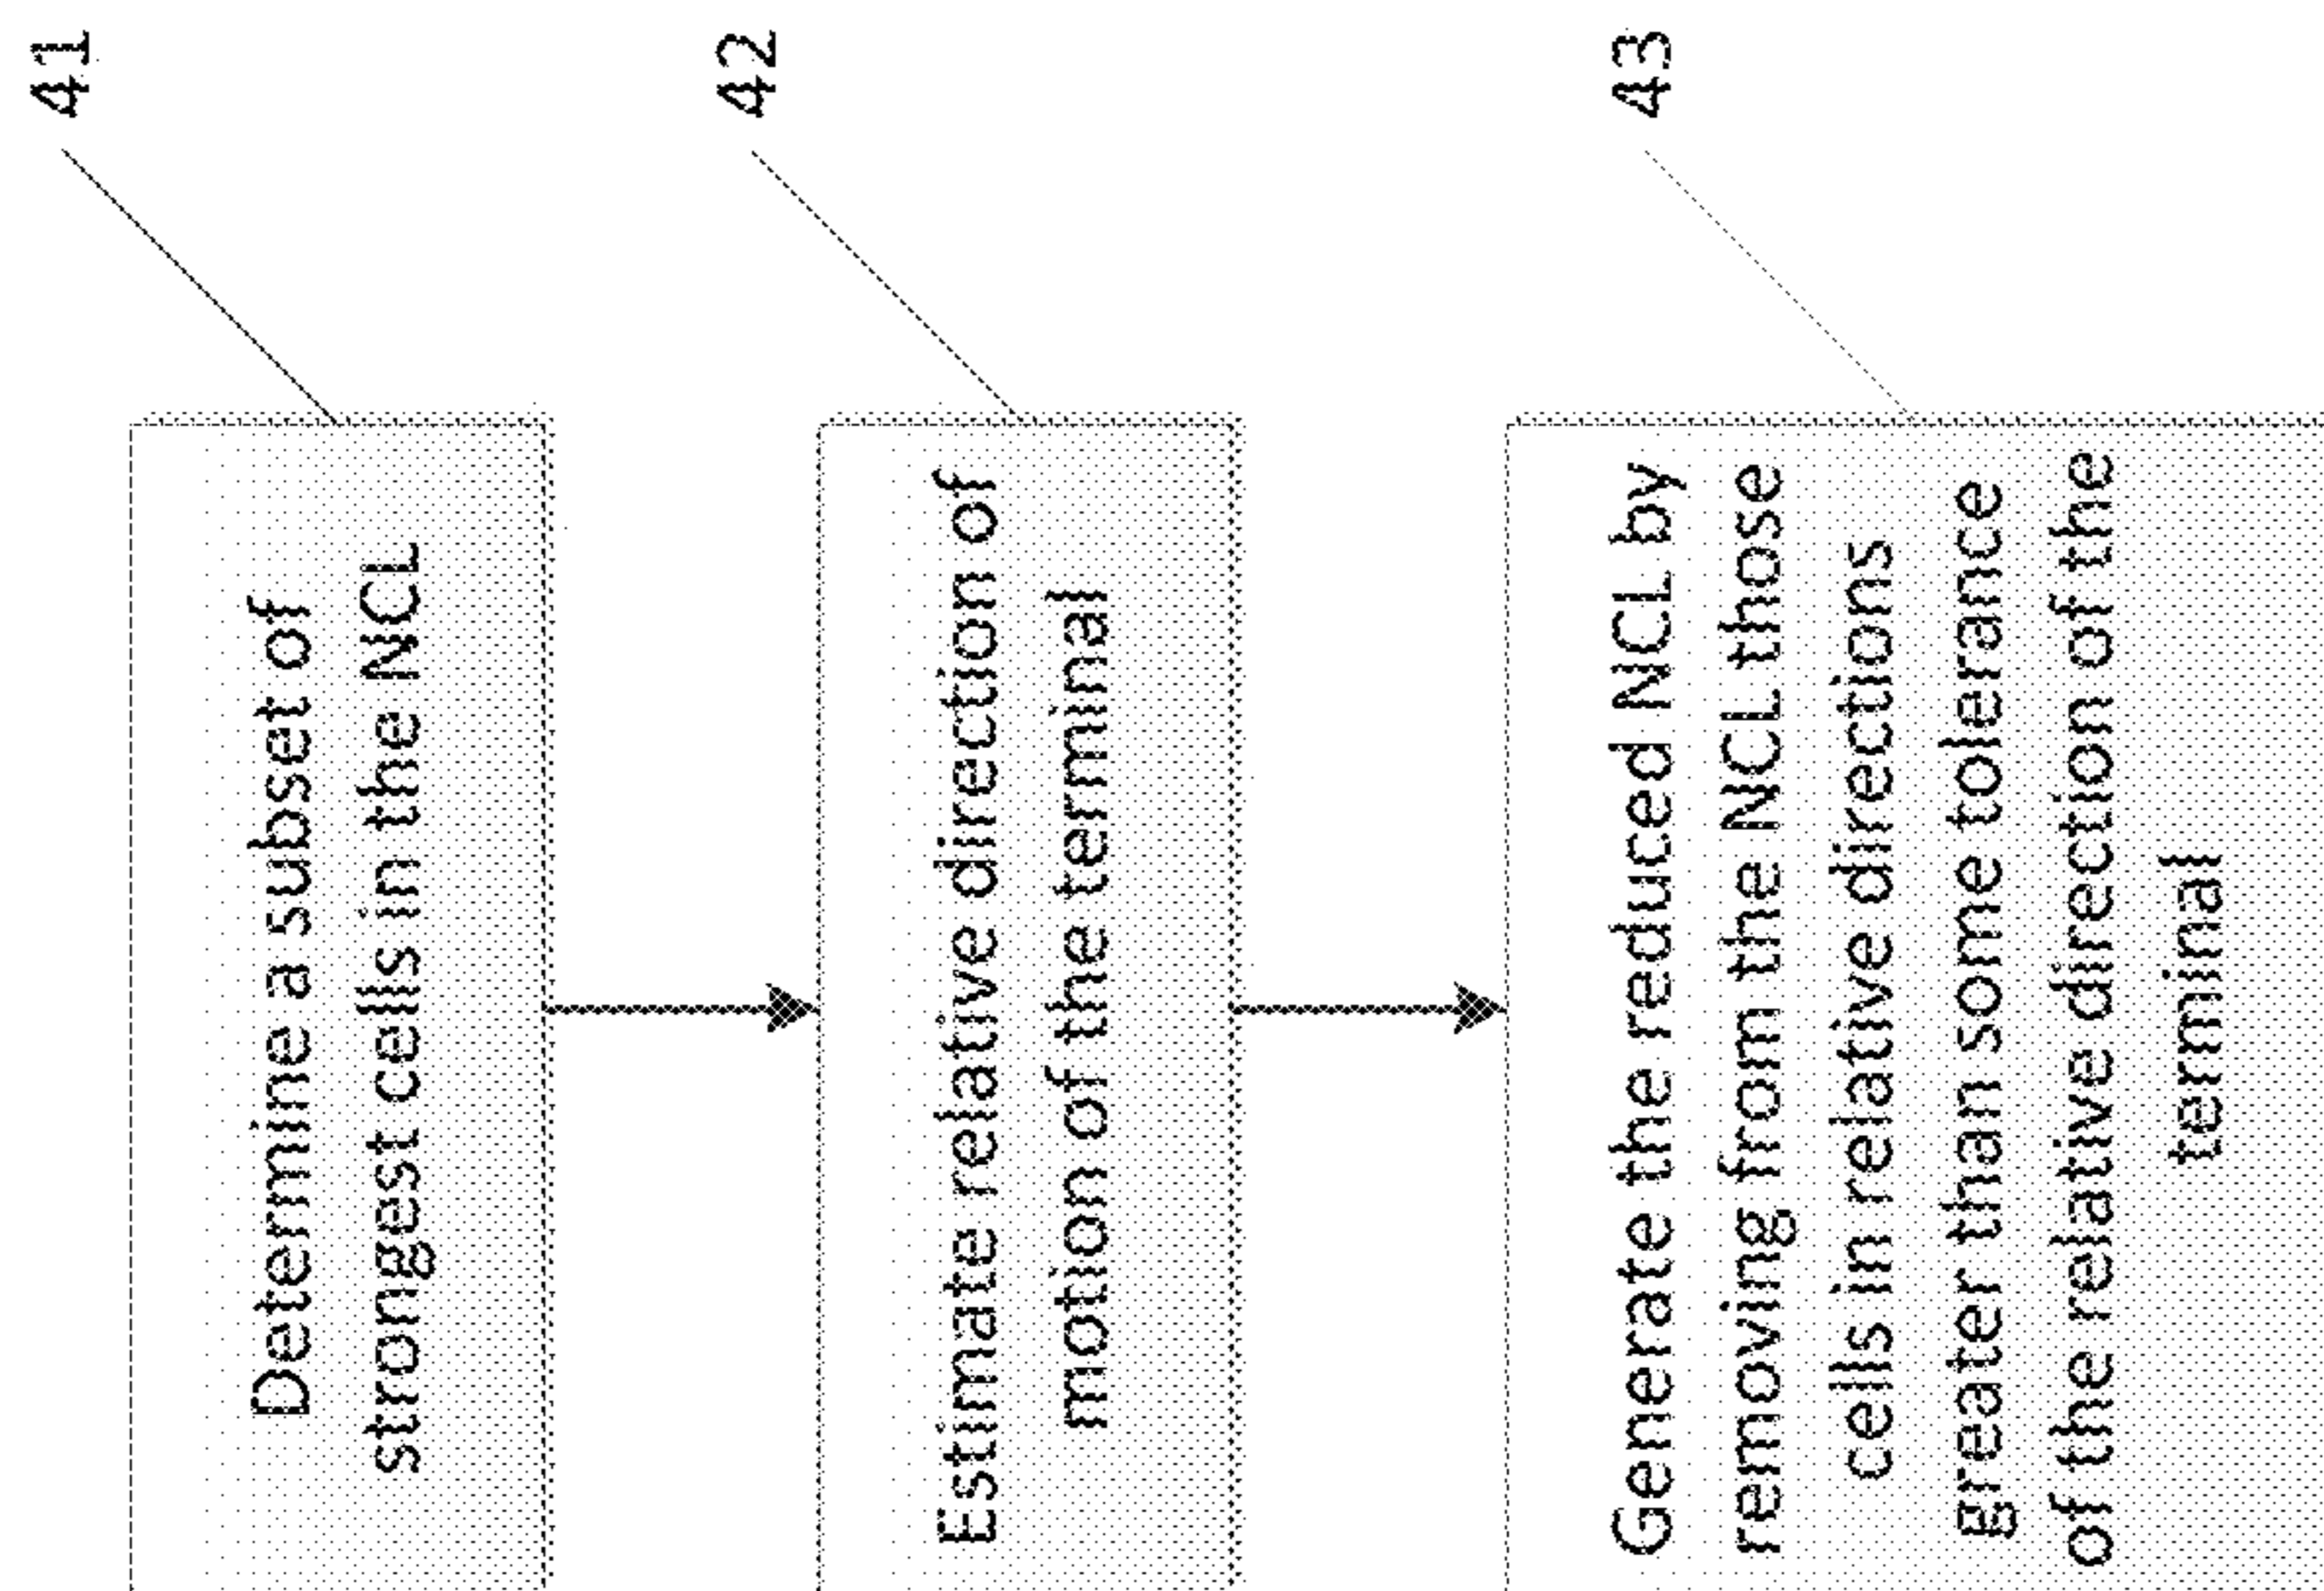 41
Determine a subset of
strongest cells in the NCL
42
Estimate relative direction of
motion of the terminal
43
Generate the reduced NCL by
removing from the NCL those
cells in relative directions
greater than some tolerance
of the relative direction of the
terminal